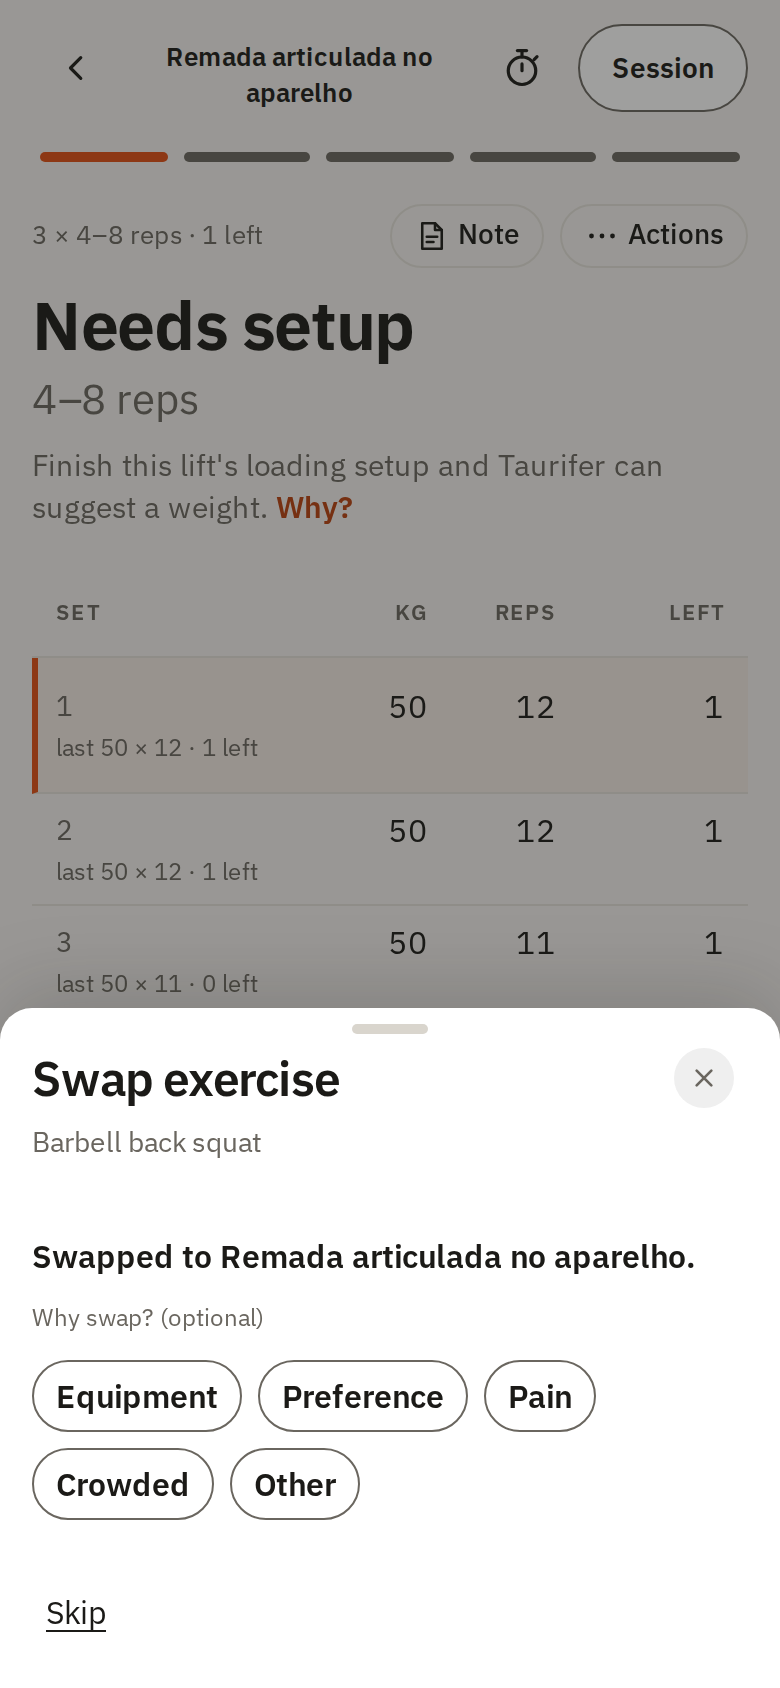 Remada articulada no
aparelho
Session
3 × 4–8 reps · 1 left
Note
··· Actions
Needs setup
4–8 reps
Finish this lift's loading setup and Taurifer can
suggest a weight. Why?
SET KG REPS LEFT
1 50 12 1
last 50 × 12 · 1 left
2 50 12 1
last 50 × 12 · 1 left
3 50 11 1
last 50 × 11 · 0 left
Swap exercise
Barbell back squat
Swapped to Remada articulada no aparelho.
Why swap? (optional)
Equipment Preference Pain
Crowded Other
Skip